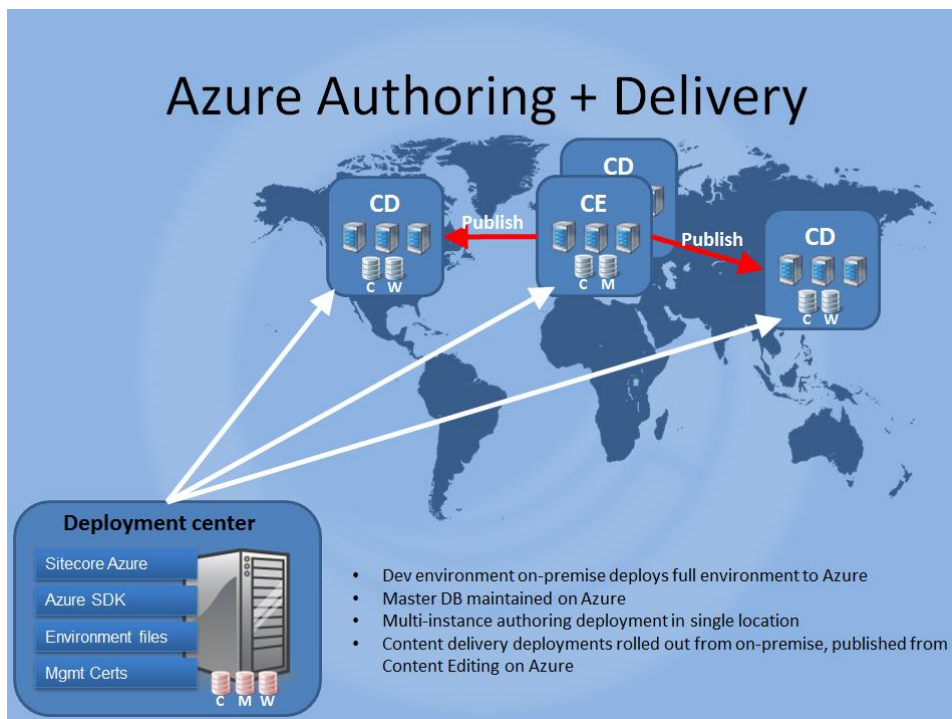 Azure Authoring + Delivery
CD
CD
CE
Publish
Publish
CD
C W
C M
C W
Deployment center
Sitecore Azure
Azure SDK
Environment files
Mgmt Certs
C M W
• Dev environment on-premise deploys full environment to Azure
• Master DB maintained on Azure
• Multi-instance authoring deployment in single location
• Content delivery deployments rolled out from on-premise, published from
Content Editing on Azure